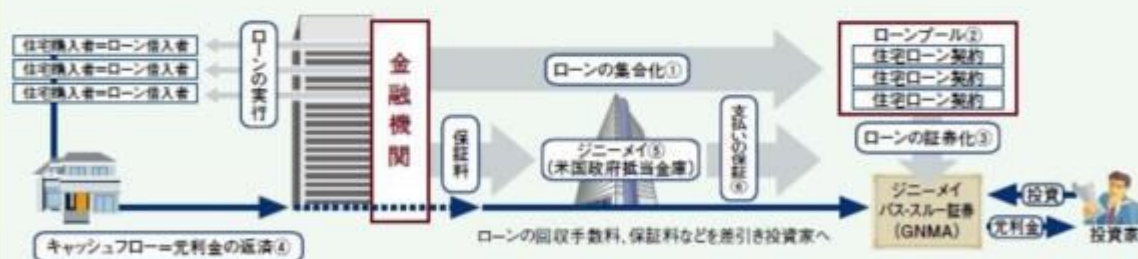 住宅購入者=ローン借入者
住宅購入者=ローン借入者
住宅購入者=ローン借入者
ローンの実行
金融機関
ローンの集合化①
ローンプール②
住宅ローン契約
住宅ローン契約
住宅ローン契約
保証料
ジニーメイ⑤
(米国政府抵当金庫)
支払いの保証⑥
ローンの証券化③
ジニーメイ
パス・スルー証券
(GNMA)
投資
元利金
投資家
キャッシュフロー=元利金の返済④
ローンの回収手数料、保証料などを差引き投資家へ